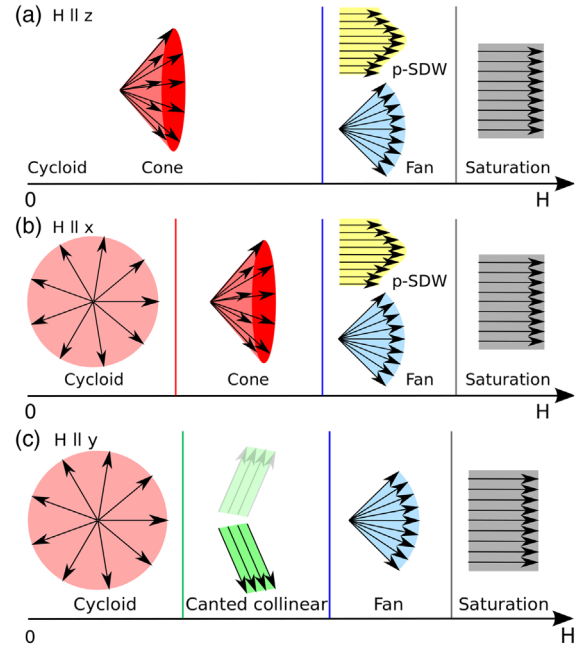 (a) H ll z
p-SDW
Cycloid Cone Fan Saturation
0 H
(b) H ll x
p-SDW
Cycloid Cone Fan Saturation
0 H
(c) H ll y
Cycloid Canted collinear Fan Saturation
0 H